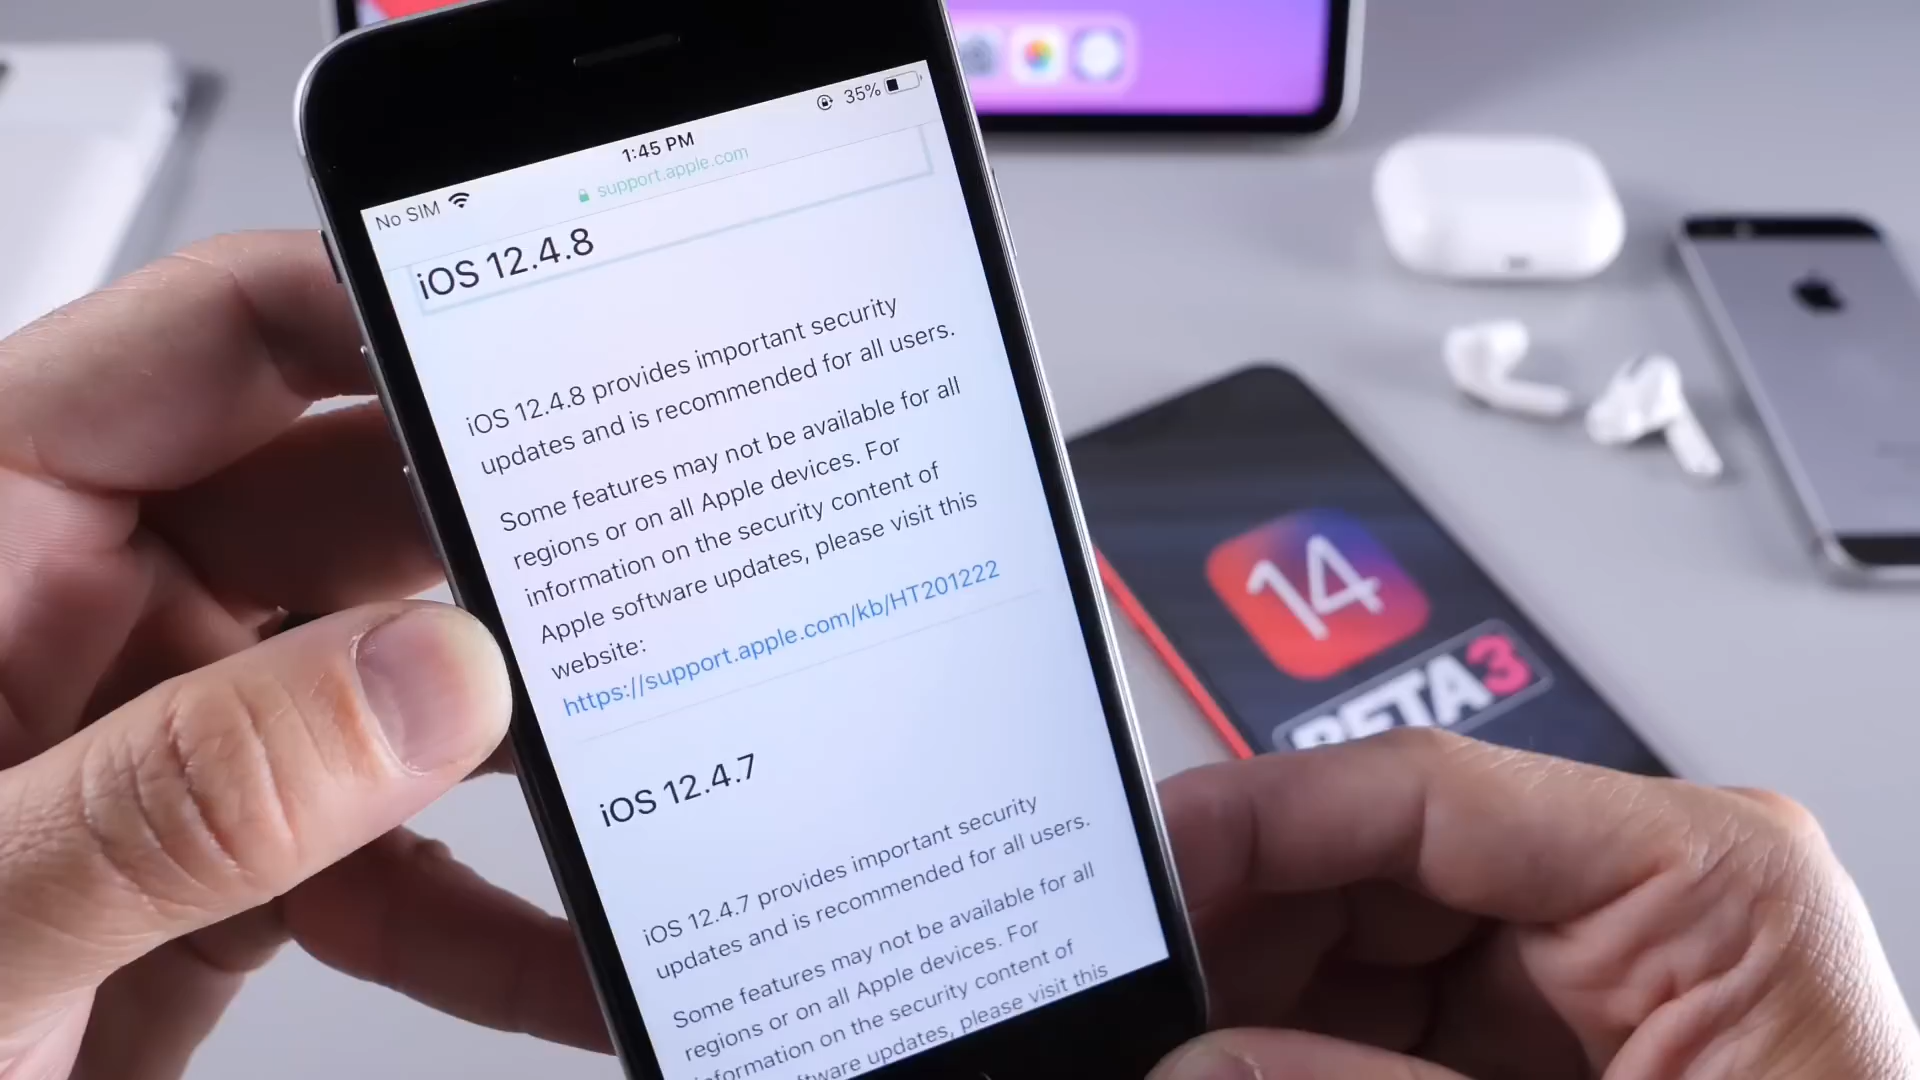 No SIM
1:45 PM
35%
support.apple.com
iOS 12.4.8
iOS 12.4.8 provides important security
updates and is recommended for all users.
Some features may not be available for all
regions or on all Apple devices. For
information on the security content of
Apple software updates, please visit this
website:
https://support.apple.com/kb/HT201222
iOS 12.4.7
iOS 12.4.7 provides important security
updates and is recommended for all users.
Some features may not be available for all
regions or on all Apple devices. For
information on the security content of
software updates, please visit this
14
BETA 3